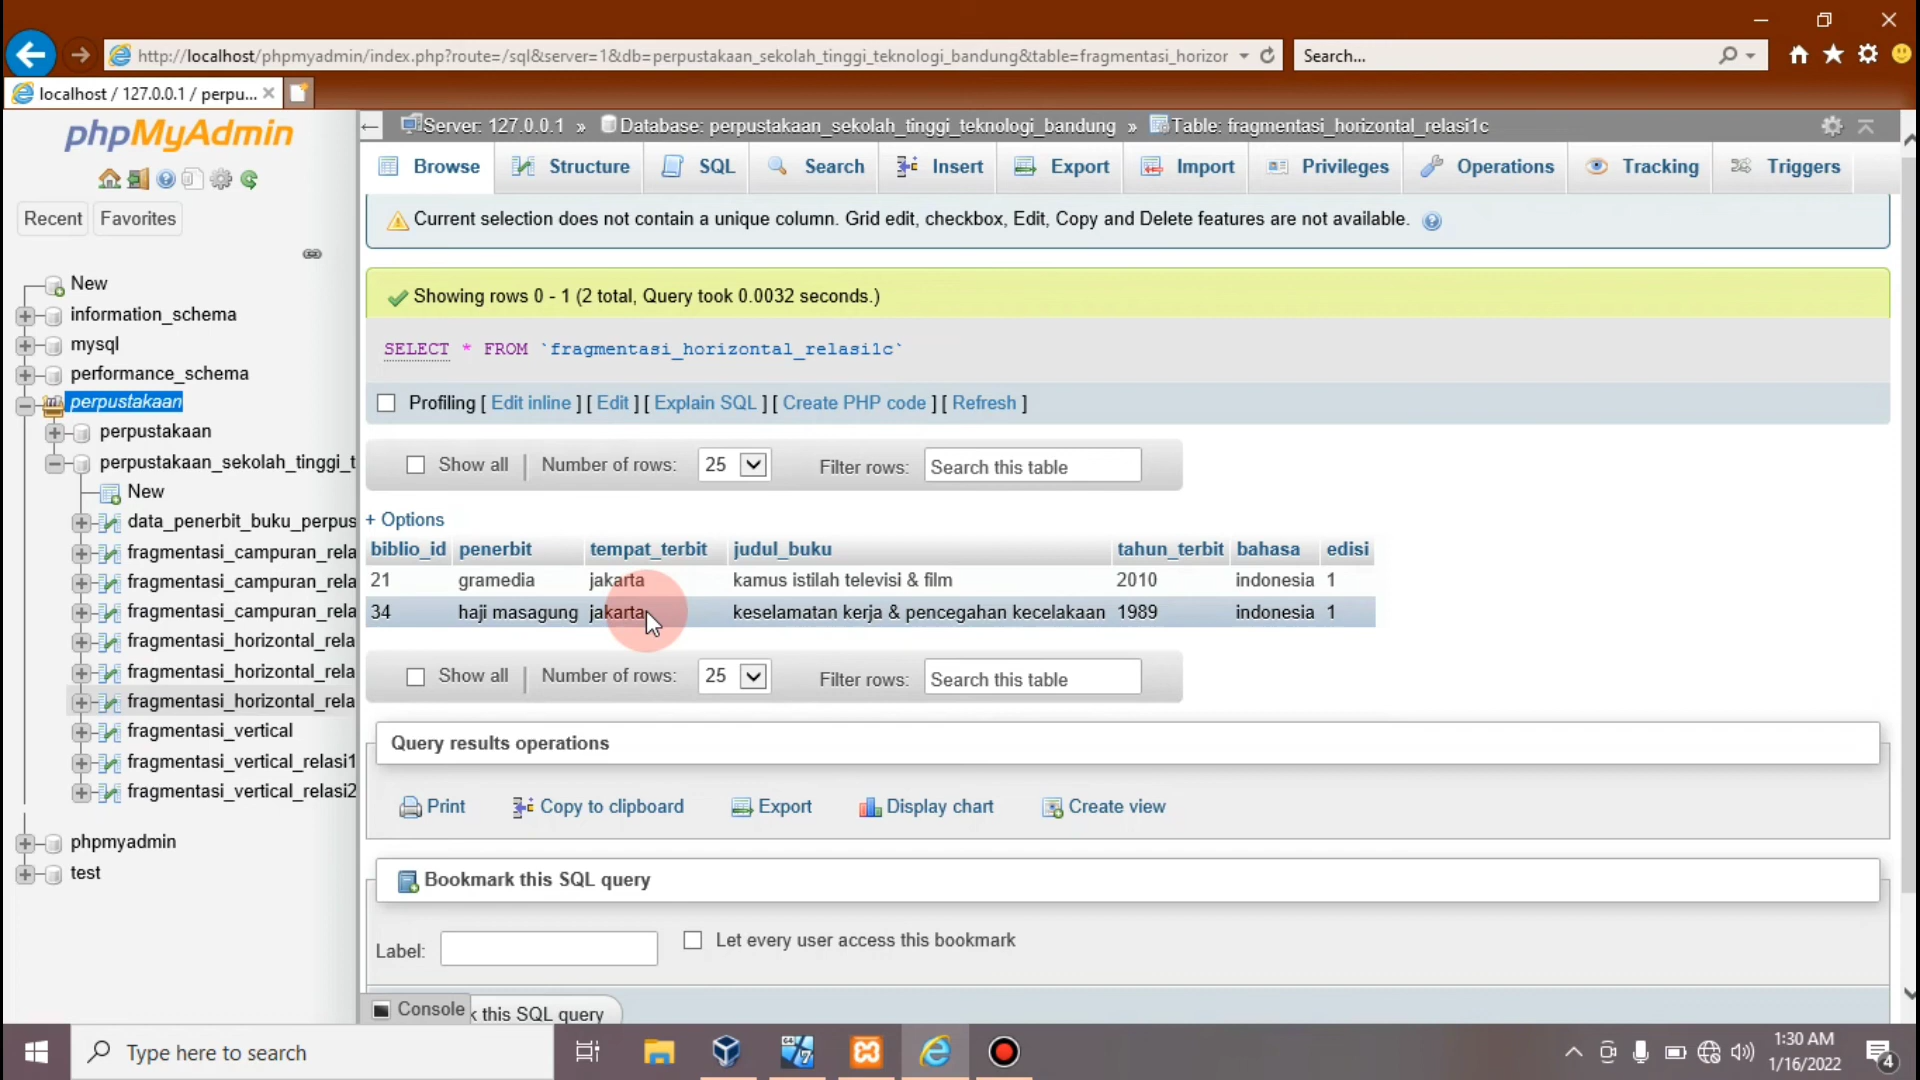 http://localhost/phpmyadmin/index.php?route=/sql&server=1&db=perpustakaan_sekolah_tinggi_teknologi_bandung&table=fragmentasi_horizor
Search...
localhost / 127.0.0.1 / perpu...
phpMyAdmin
Server: 127.0.0.1 » Database: perpustakaan_sekolah_tinggi_teknologi_bandung » Table: fragmentasi_horizontal_relasi1c
Browse Structure SQL Search Insert Export Import Privileges Operations Tracking Triggers
Recent Favorites
Current selection does not contain a unique column. Grid edit, checkbox, Edit, Copy and Delete features are not available.
New
information_schema
mysql
performance_schema
perpustakaan
perpustakaan
perpustakaan_sekolah_tinggi_t
New
data_penerbit_buku_perpus
fragmentasi_campuran_rela
fragmentasi_campuran_rela
fragmentasi_campuran_rela
fragmentasi_horizontal_rela
fragmentasi_horizontal_rela
fragmentasi_horizontal_rela
fragmentasi_vertical
fragmentasi_vertical_relasi1
fragmentasi_vertical_relasi2
phpmyadmin
test
Showing rows 0 - 1 (2 total, Query took 0.0032 seconds.)
SELECT * FROM `fragmentasi_horizontal_relasi1c`
Profiling [ Edit inline ] [ Edit ] [ Explain SQL ] [ Create PHP code ] [ Refresh ]
Show all | Number of rows: 25 Filter rows: Search this table
+ Options
biblio_id penerbit tempat_terbit judul_buku tahun_terbit bahasa edisi
21 gramedia jakarta kamus istilah televisi & film 2010 indonesia 1
34 haji masagung jakarta keselamatan kerja & pencegahan kecelakaan 1989 indonesia 1
Show all | Number of rows: 25 Filter rows: Search this table
Query results operations
Print Copy to clipboard Export Display chart Create view
Bookmark this SQL query
Label: Let every user access this bookmark
Console k this SQL query
Type here to search
1:30 AM
1/16/2022
4